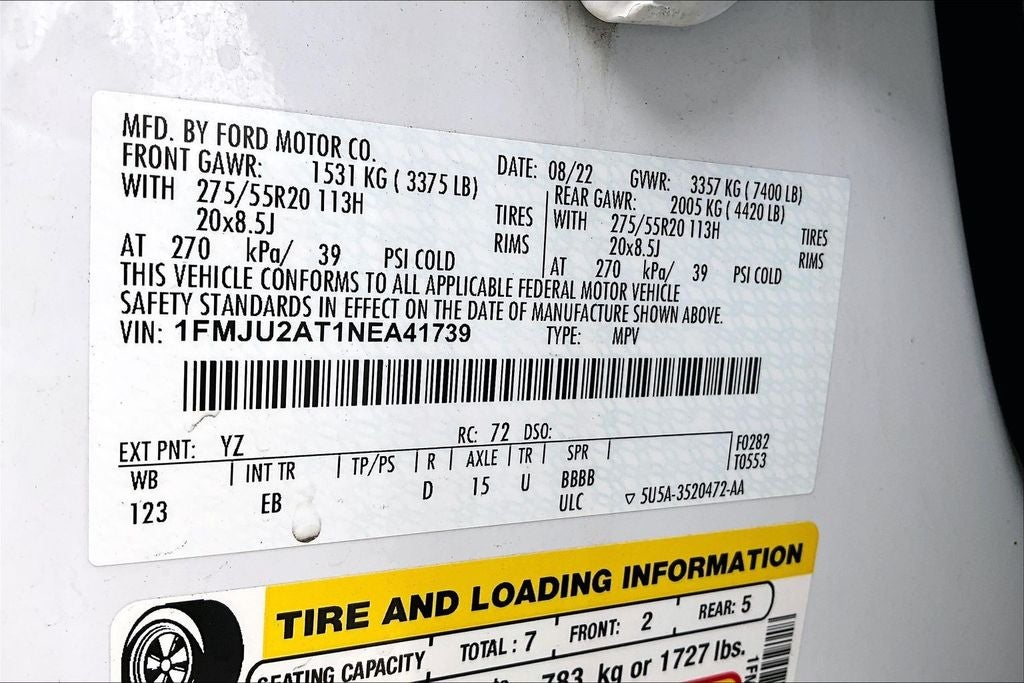 MFD. BY FORD MOTOR CO.
DATE: 08/22 GVWR: 3357 KG ( 7400 LB)
FRONT GAWR: 1531 KG ( 3375 LB)
WITH 275/55R20 113H TIRES
20x8.5J RIMS
AT 270 kPa/ 39 PSI COLD
REAR GAWR: 2005 KG ( 4420 LB)
WITH 275/55R20 113H TIRES
20x8.5J RIMS
AT 270 kPa/ 39 PSI COLD
THIS VEHICLE CONFORMS TO ALL APPLICABLE FEDERAL MOTOR VEHICLE
SAFETY STANDARDS IN EFFECT ON THE DATE OF MANUFACTURE SHOWN ABOVE.
VIN: 1FMJU2AT1NEA41739 TYPE: MPV
EXT PNT: YZ RC: 72 DSO:
WB INT TR TP/PS R AXLE TR SPR F0282
T0553
123 EB D 15 U BBBB
ULC ▽ 5U5A-3520472-AA
TIRE AND LOADING INFORMATION
SEATING CAPACITY TOTAL : 7 FRONT: 2 REAR: 5
783 kg or 1727 lbs.